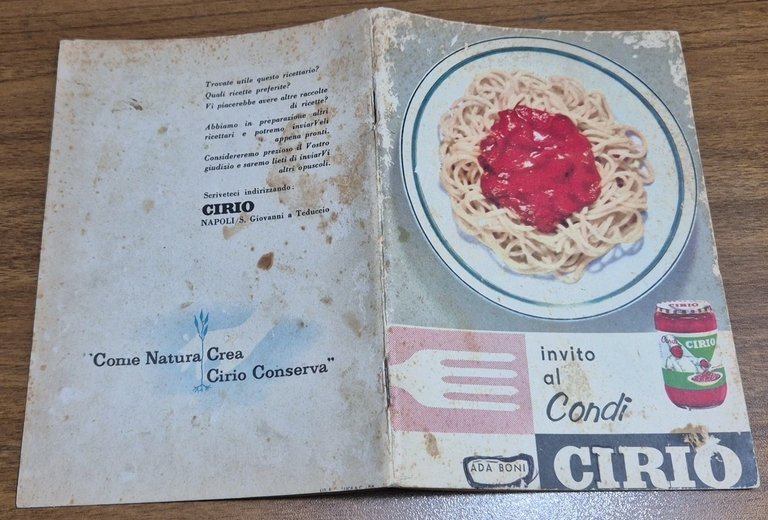 Trovate utile questo ricettario?
Quali ricette preferite?
Vi piacerebbe avere altre raccolte
di ricette?
Abbiamo in preparazione altri
ricettari e potremo inviarVeli
appena pronti.
Considereremo prezioso il Vostro
giudizio e saremo lieti di inviarVi
altri opuscoli.
Scriveteci indirizzando:
CIRIO
NAPOLI/S. Giovanni a Teduccio
"Come Natura Crea
Cirio Conserva"
CIRIO
Condi
CIRIO
invito
al
Condi
ADA BONI
CIRIO